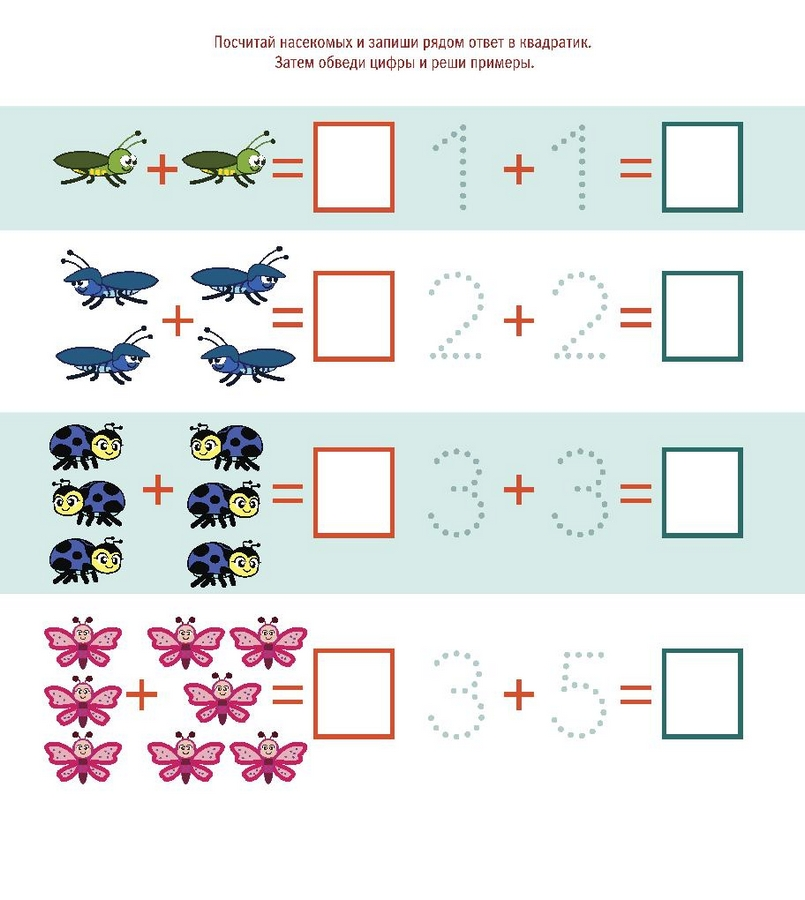 Посчитай насекомых и запиши рядом ответ в квадратик.
Затем обведи цифры и реши примеры.
+ = 1 + 1 =
+ = 2 + 2 =
+ = 3 + 3 =
+ = 3 + 5 =